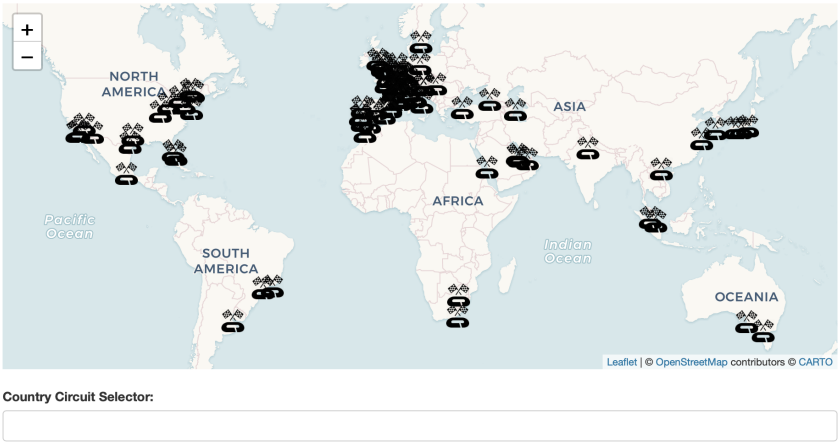 +
−
NORTH
AMERICA
ASIA
Pacific
Ocean
AFRICA
SOUTH
AMERICA
Indian
Ocean
OCEANIA
Leaflet | © OpenStreetMap contributors © CARTO
Country Circuit Selector: